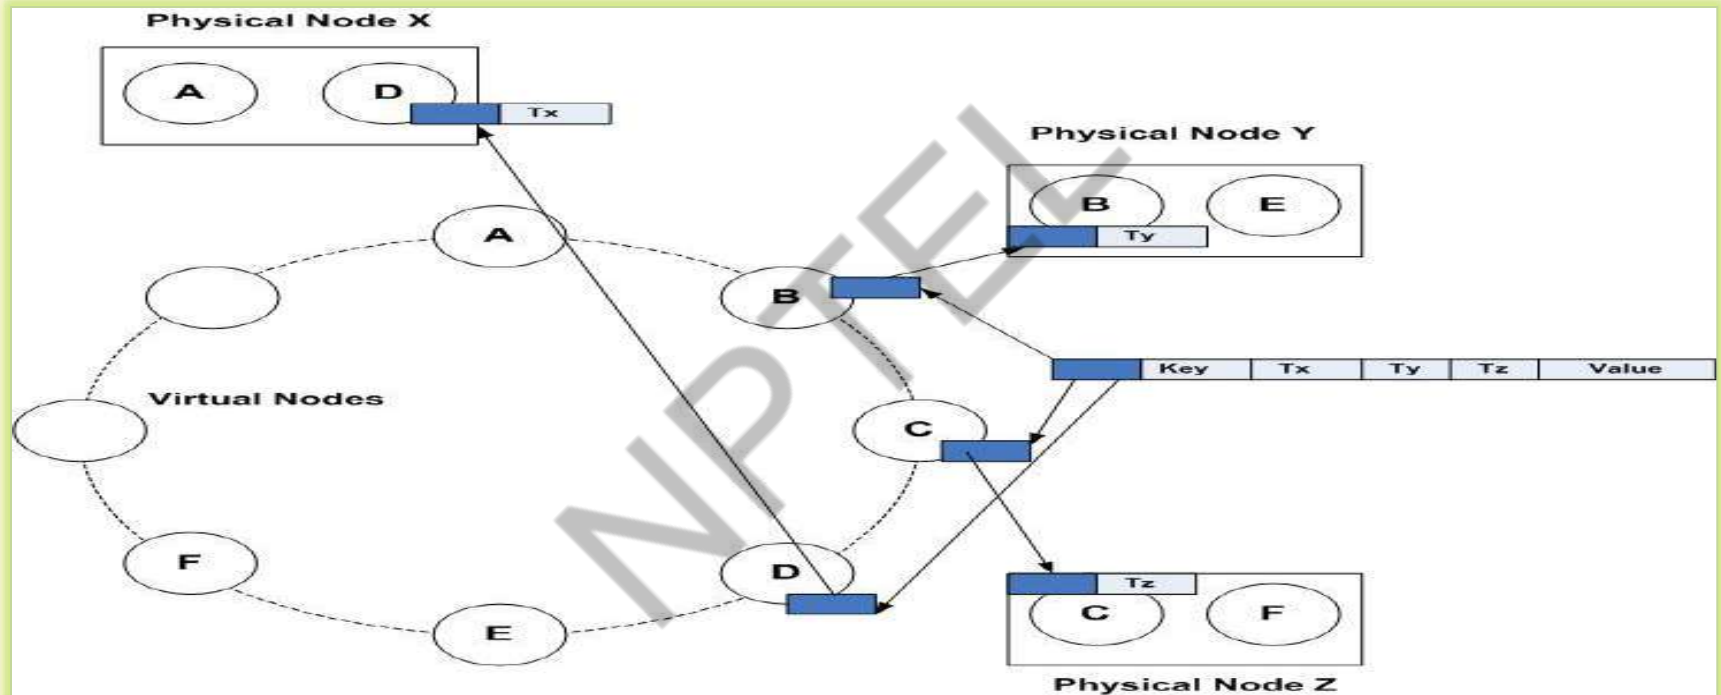 Physical Node X
A D
Tx
Physical Node Y
B E
Ty
A
B
Key Tx Ty Tz Value
Virtual Nodes
C
F
D
E
Tz
C F
Physical Node Z
NPTEL